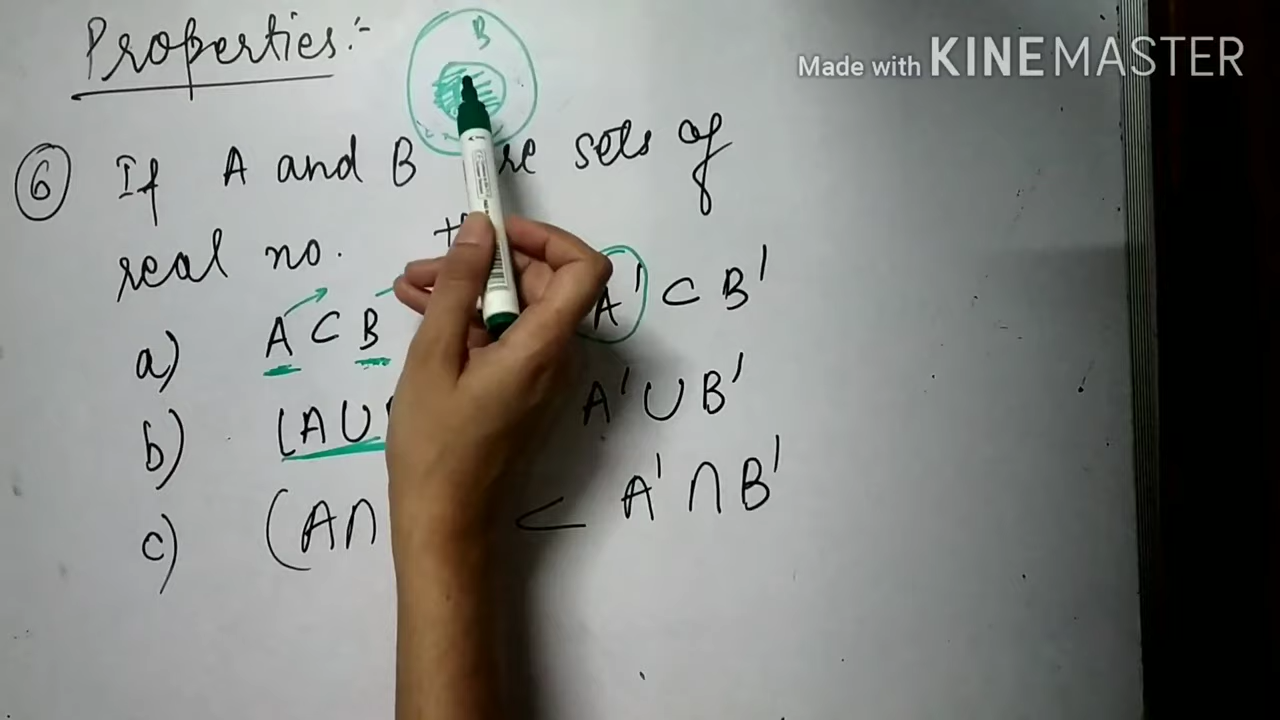 Properties:-
Made with KINEMASTER
B
6 If A and B re sets of
real no.
a) A ⊂ B A' ⊂ B'
b) (A ∪ A' ∪ B'
c) (A ∩ ⊂ A' ∩ B'